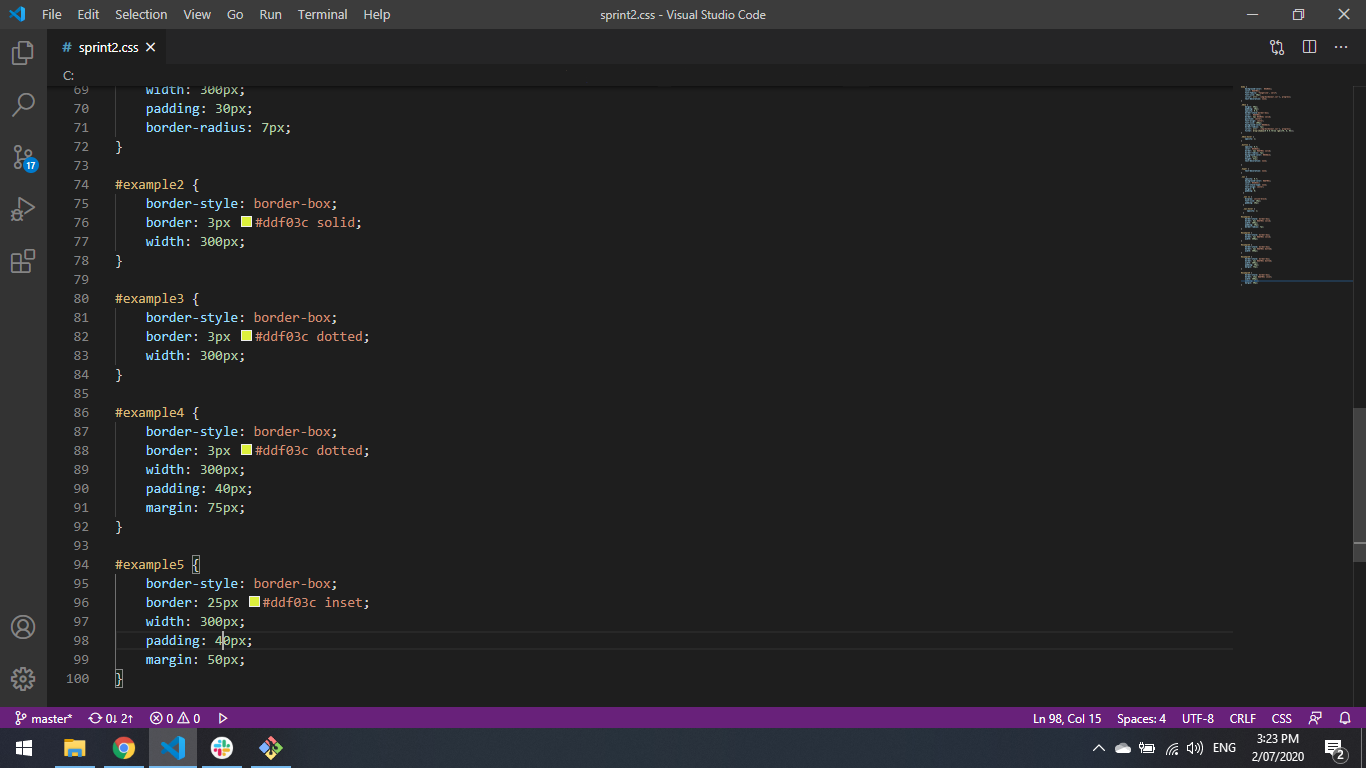 File Edit Selection View Go Run Terminal Help sprint2.css - Visual Studio Code
# sprint2.css
C:
69 width: 300px;
70 padding: 30px;
71 border-radius: 7px;
72 }
73
74 #example2 {
75 border-style: border-box;
76 border: 3px #ddf03c solid;
77 width: 300px;
78 }
79
80 #example3 {
81 border-style: border-box;
82 border: 3px #ddf03c dotted;
83 width: 300px;
84 }
85
86 #example4 {
87 border-style: border-box;
88 border: 3px #ddf03c dotted;
89 width: 300px;
90 padding: 40px;
91 margin: 75px;
92 }
93
94 #example5 {
95 border-style: border-box;
96 border: 25px #ddf03c inset;
97 width: 300px;
98 padding: 40px;
99 margin: 50px;
100 }
17
master* 0↓ 2↑ 0 0 Ln 98, Col 15 Spaces: 4 UTF-8 CRLF CSS
ENG 3:23 PM
2/07/2020 2